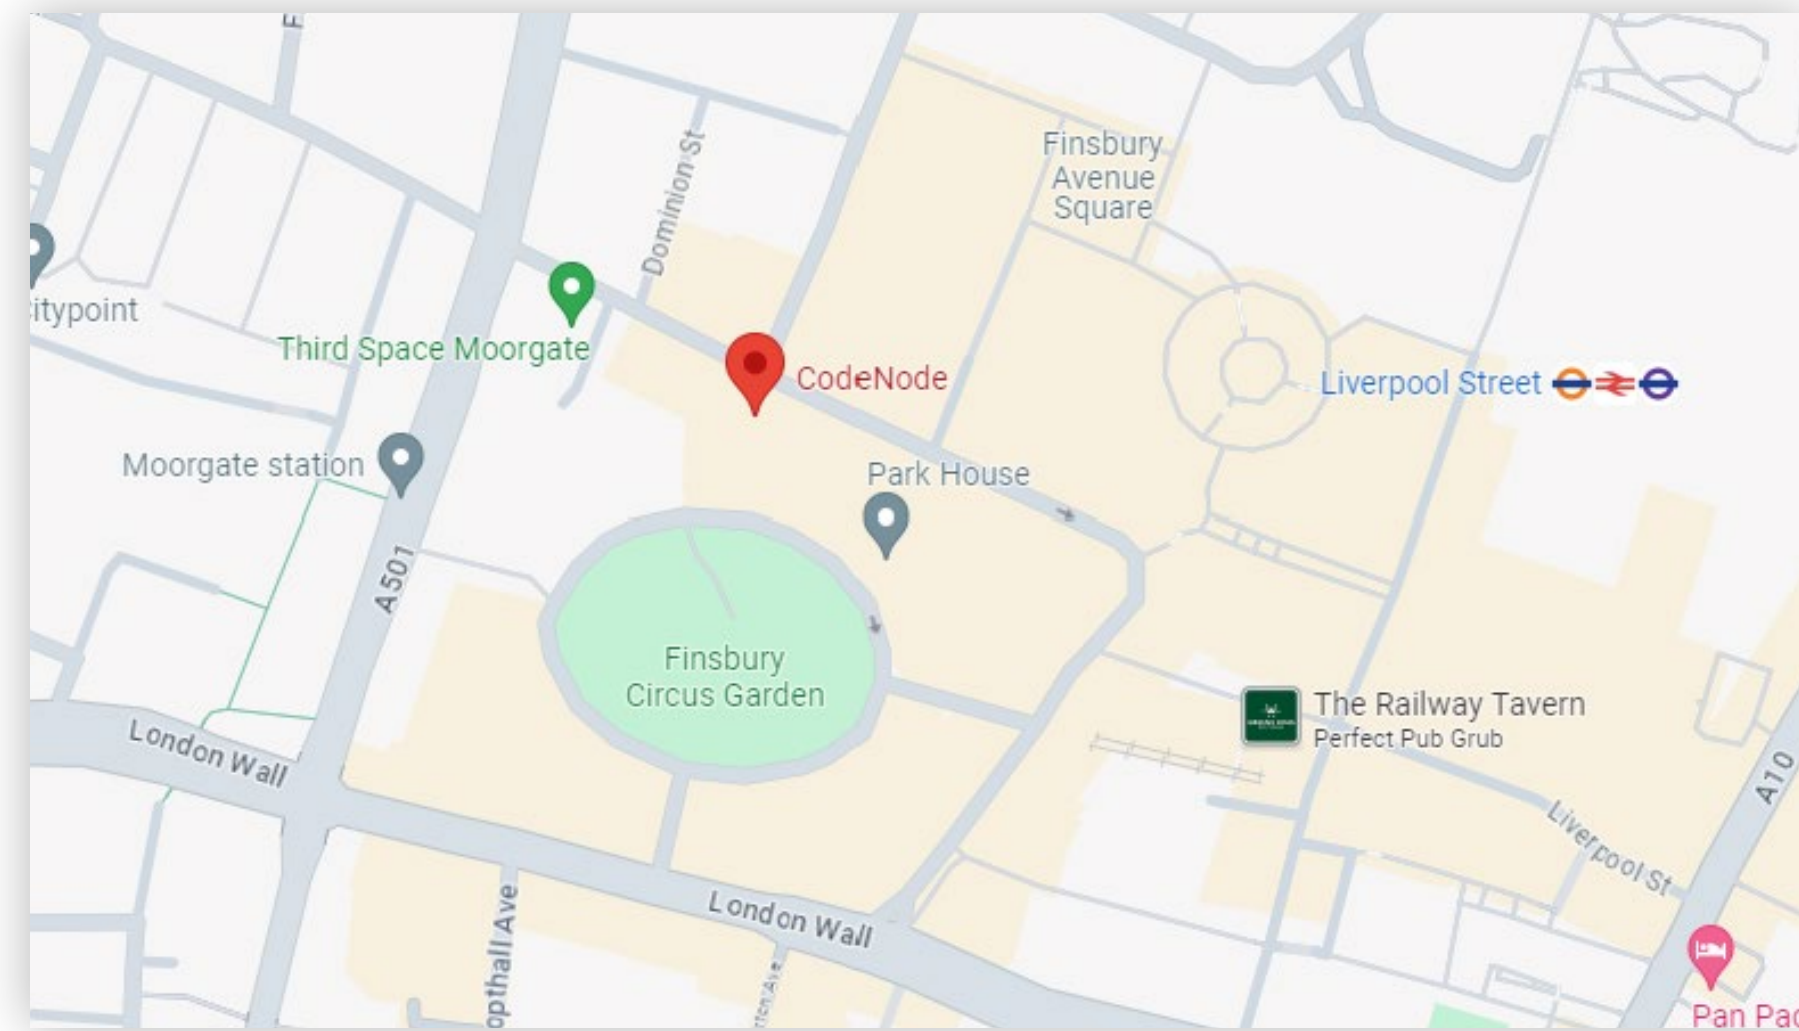 F
Finsbury
Avenue
Square
Dominion St
itypoint
Third Space Moorgate
CodeNode
Liverpool Street
Moorgate station
Park House
A501
Finsbury
Circus Garden
The Railway Tavern
Perfect Pub Grub
London Wall
A10
Liverpool St
London Wall
opthall Ave
Pan Pac